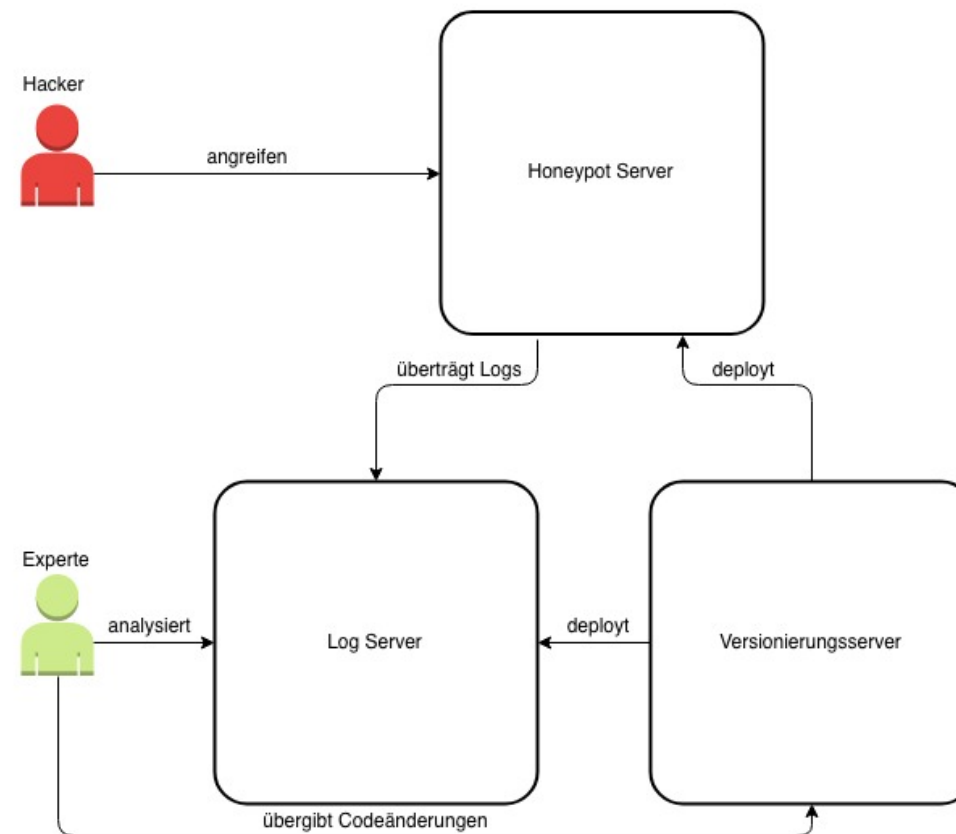 Hacker
angreifen
Honeypot Server
überträgt Logs
deployt
Experte
analysiert
Log Server
deployt
Versionierungsserver
übergibt Codeänderungen